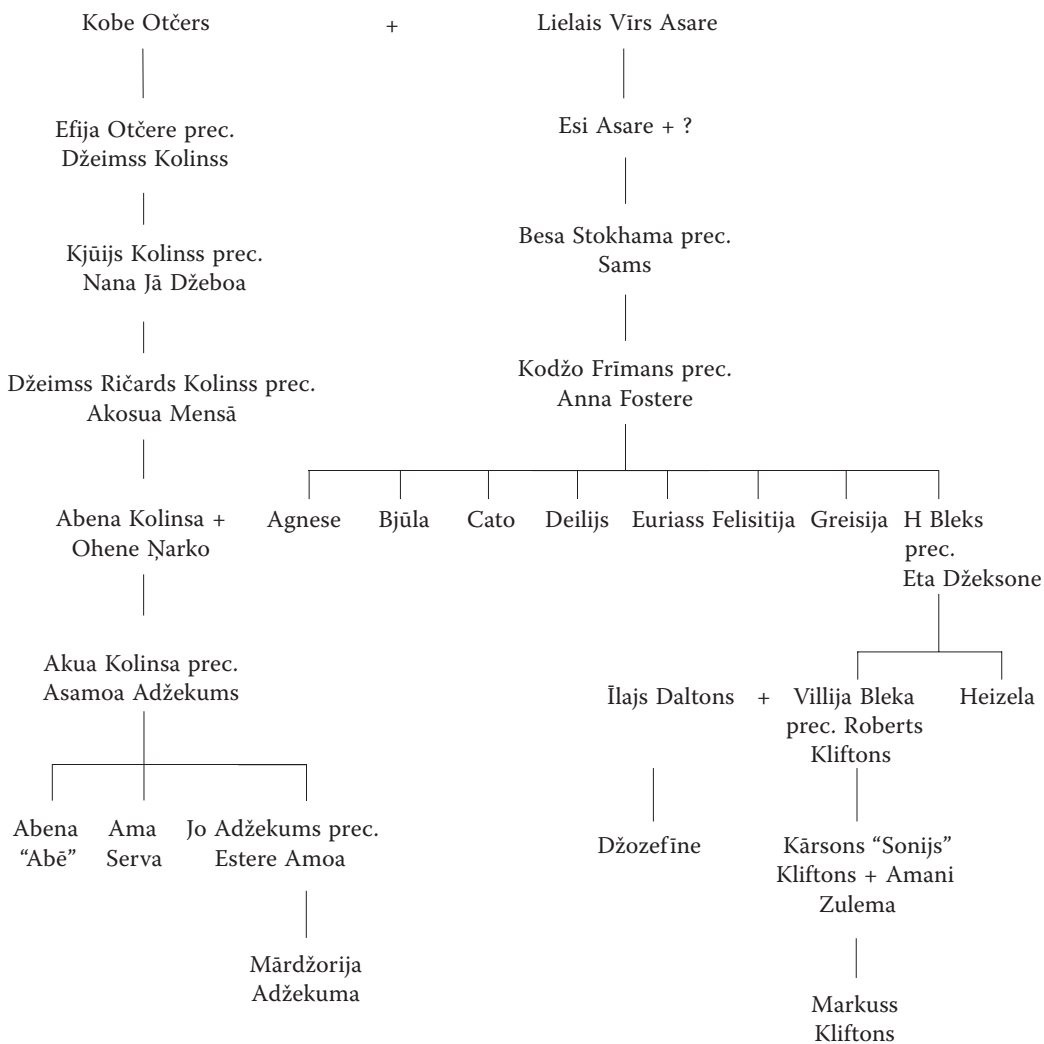 Kobe Otčers + Lielais Vīrs Asare
Efija Otčere prec.
Džeimss Kolinss
Esi Asare + ?
Kjūijs Kolinss prec.
Nana Jā Džeboa
Besa Stokhama prec.
Sams
Džeimss Ričards Kolinss prec.
Akosua Mensā
Kodžo Frīmans prec.
Anna Fostere
Abena Kolinsa +
Ohene Ņarko
Agnese Bjūla Cato Deilijs Euriass Felisitija Greisija H Bleks
prec.
Eta Džeksone
Akua Kolinsa prec.
Asamoa Adžekums
Īlajs Daltons + Villija Bleka
prec. Roberts
Kliftons
Heizela
Abena
“Abē”
Ama
Serva
Jo Adžekums prec.
Estere Amoa
Džozefīne
Kārsons “Sonijs”
Kliftons + Amani
Zulema
Mārdžorija
Adžekuma
Markuss
Kliftons